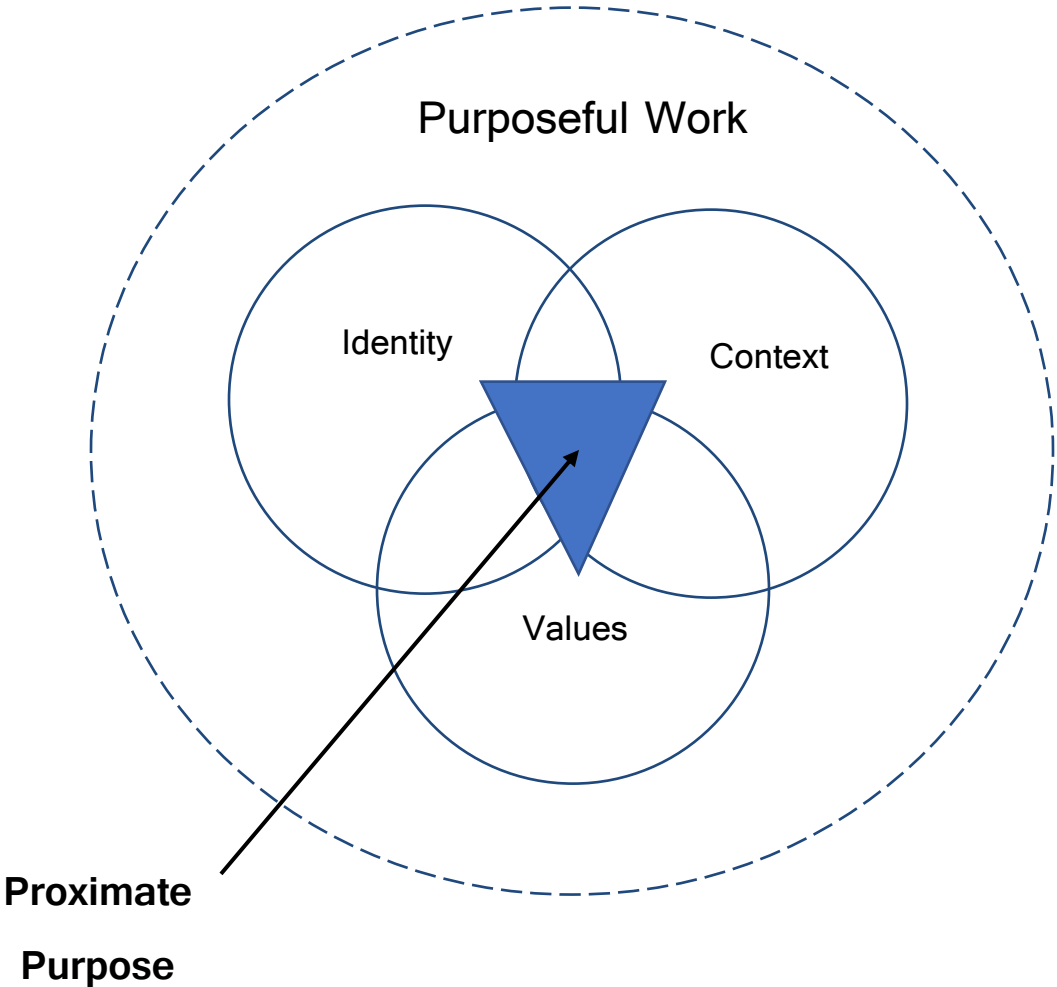 Purposeful Work
Identity
Context
Values
Proximate
Purpose